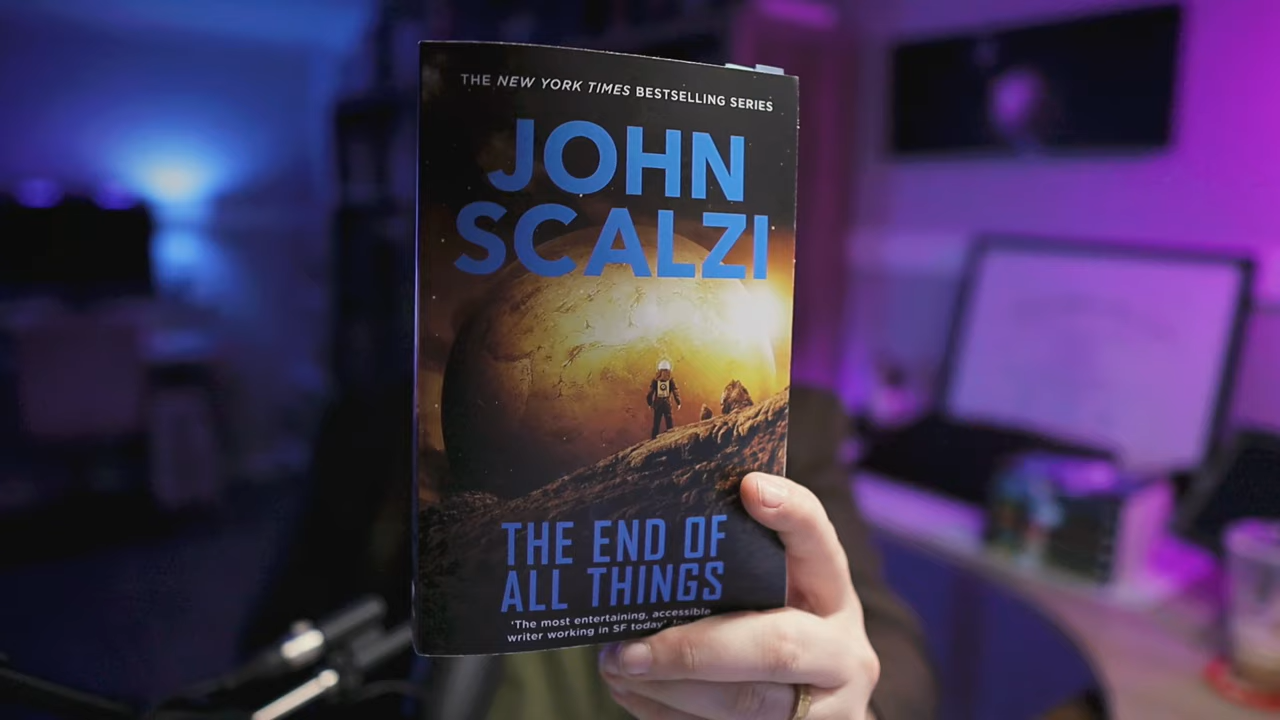 THE NEW YORK TIMES BESTSELLING SERIES
JOHN
SCALZI
THE END OF
ALL THINGS
'The most entertaining, accessible
writer working in SF today'